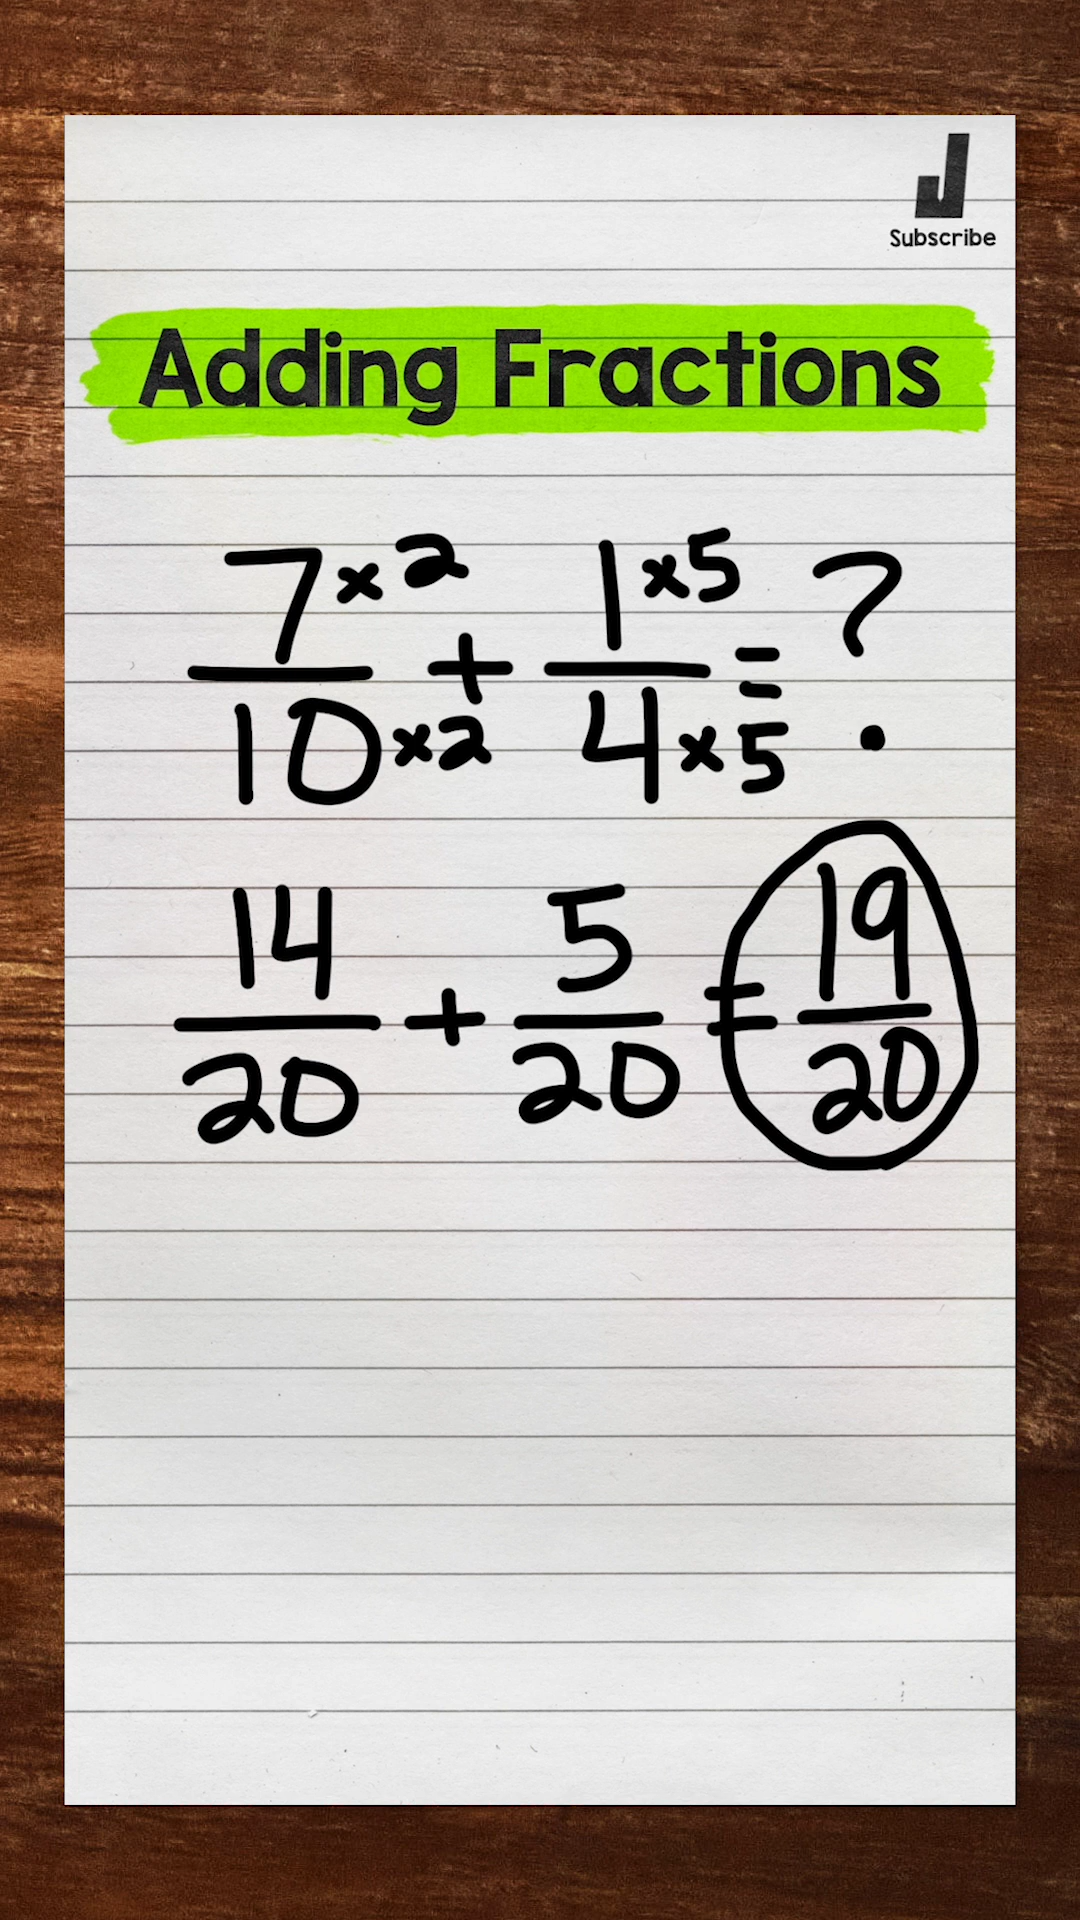 J
Subscribe
Adding Fractions
7×2/10×2 + 1×5/4×5 = ?
14/20 + 5/20 = 19/20